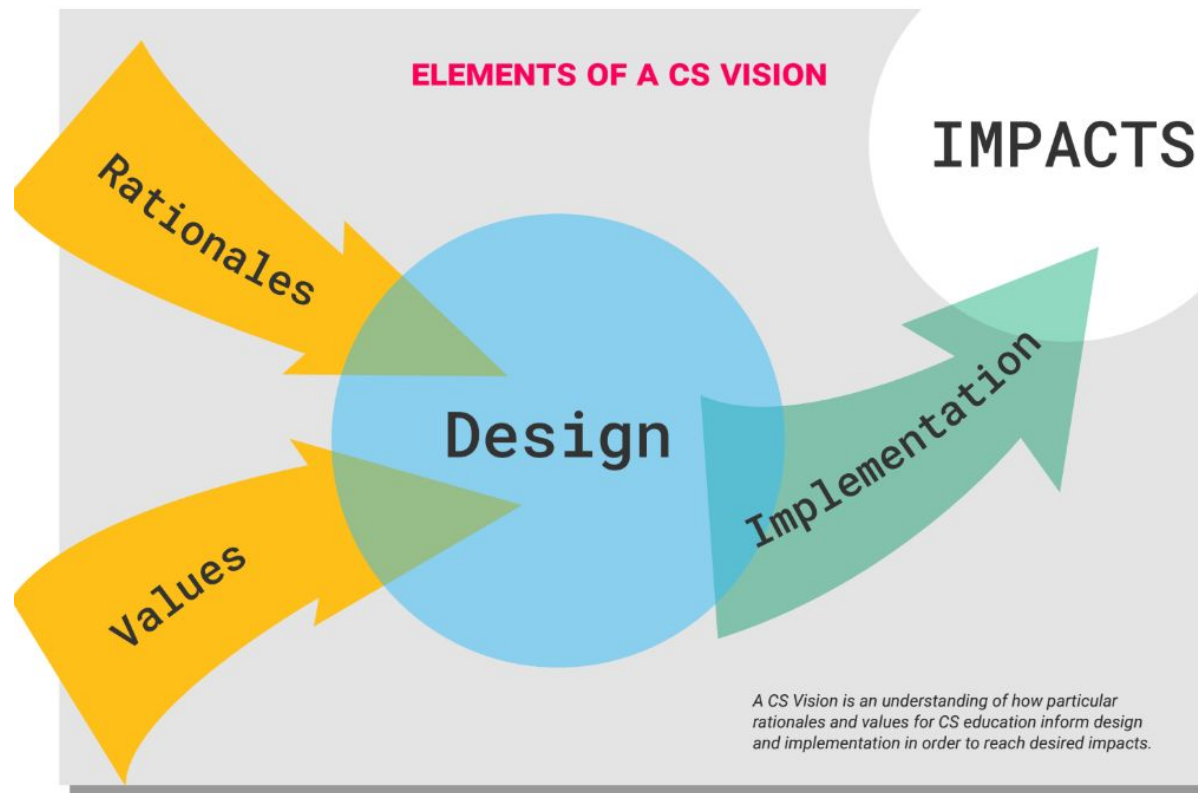 ELEMENTS OF A CS VISION
IMPACTS
Rationales
Design
Implementation
Values
A CS Vision is an understanding of how particular
rationales and values for CS education inform design
and implementation in order to reach desired impacts.